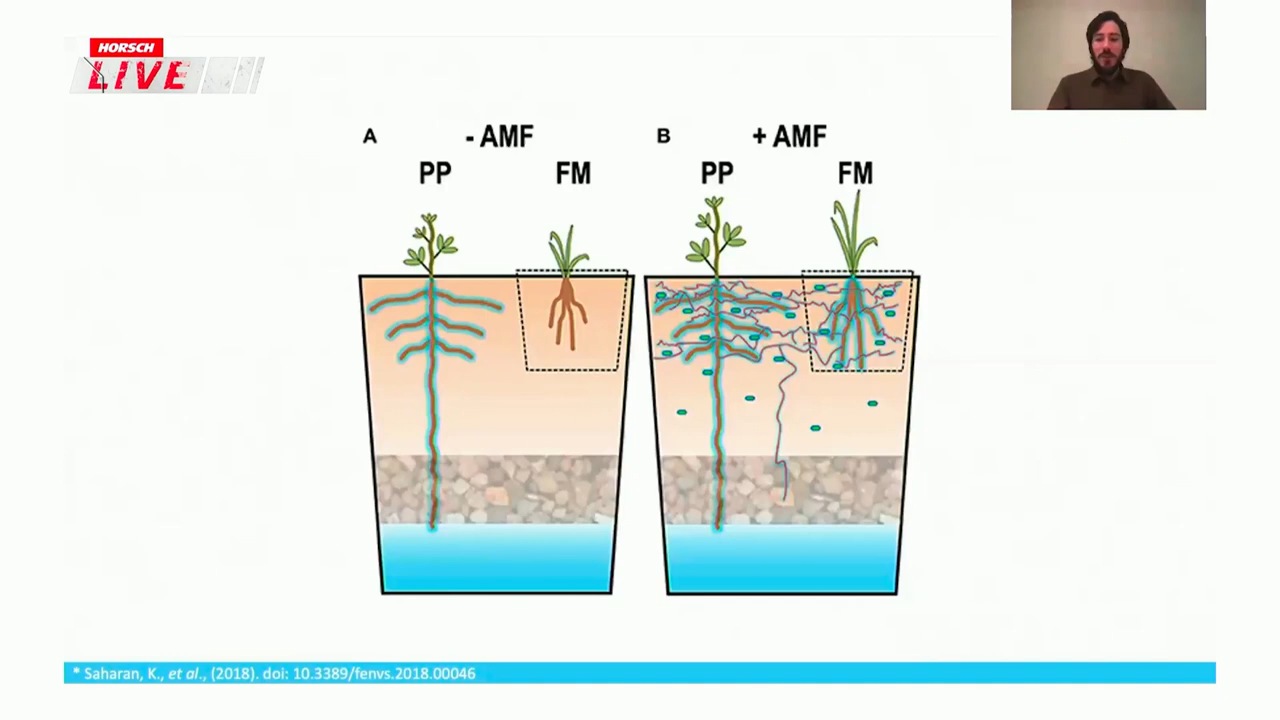 HORSCH
LIVE
A
- AMF
PP
FM
B
+ AMF
PP
FM
* Saharan, K., et al., (2018). doi: 10.3389/fenvs.2018.00046